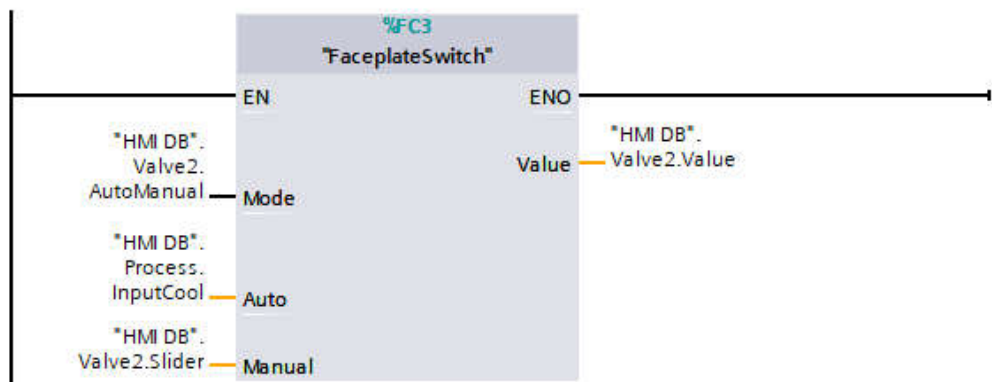 %FC3
"FaceplateSwitch"
EN ENO
"HMI DB".
Valve2.
AutoManual
Mode
"HMI DB".
Valve2.Value
Value
"HMI DB".
Process.
InputCool
Auto
"HMI DB".
Valve2.Slider
Manual